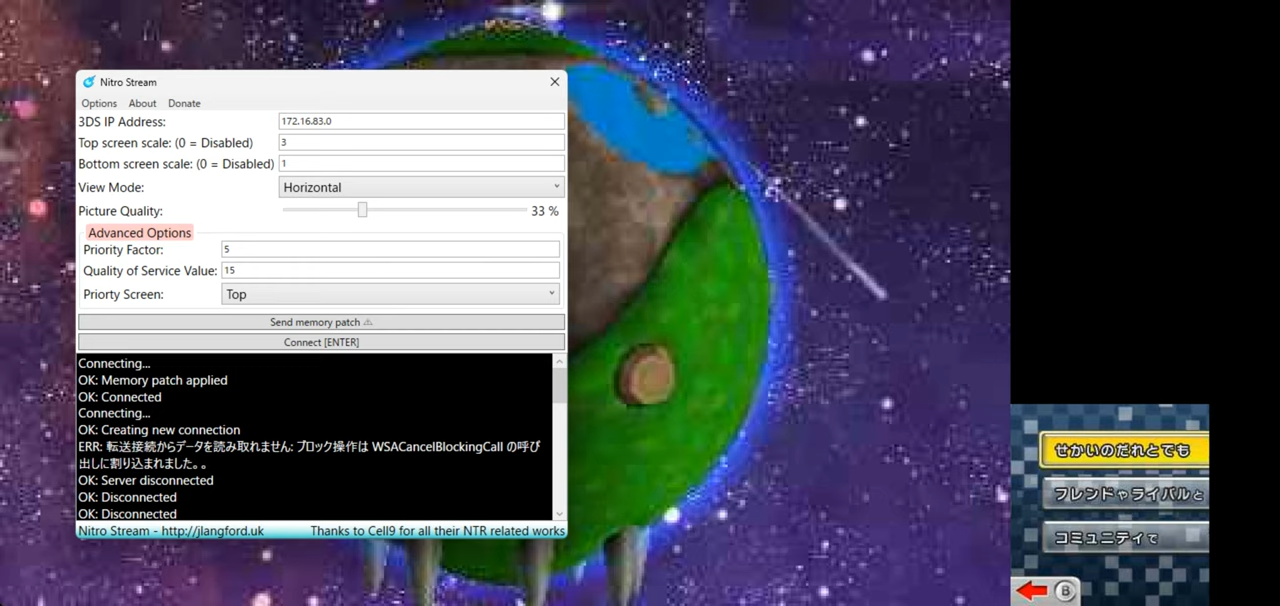 Nitro Stream
Options About Donate
3DS IP Address: 172.16.83.0
Top screen scale: (0 = Disabled) 3
Bottom screen scale: (0 = Disabled) 1
View Mode: Horizontal
Picture Quality: 33 %
Advanced Options
Priority Factor: 5
Quality of Service Value: 15
Priorty Screen: Top
Send memory patch ⚠
Connect [ENTER]
Connecting...
OK: Memory patch applied
OK: Connected
Connecting...
OK: Creating new connection
ERR: 転送接続からデータを読み取れません: ブロック操作は WSACancelBlockingCall の呼び
出しに割り込まれました。。
OK: Server disconnected
OK: Disconnected
OK: Disconnected
Nitro Stream - http://jlangford.uk Thanks to Cell9 for all their NTR related works
せかいのだれとでも
フレンドやライバルと
コミュニティで
B